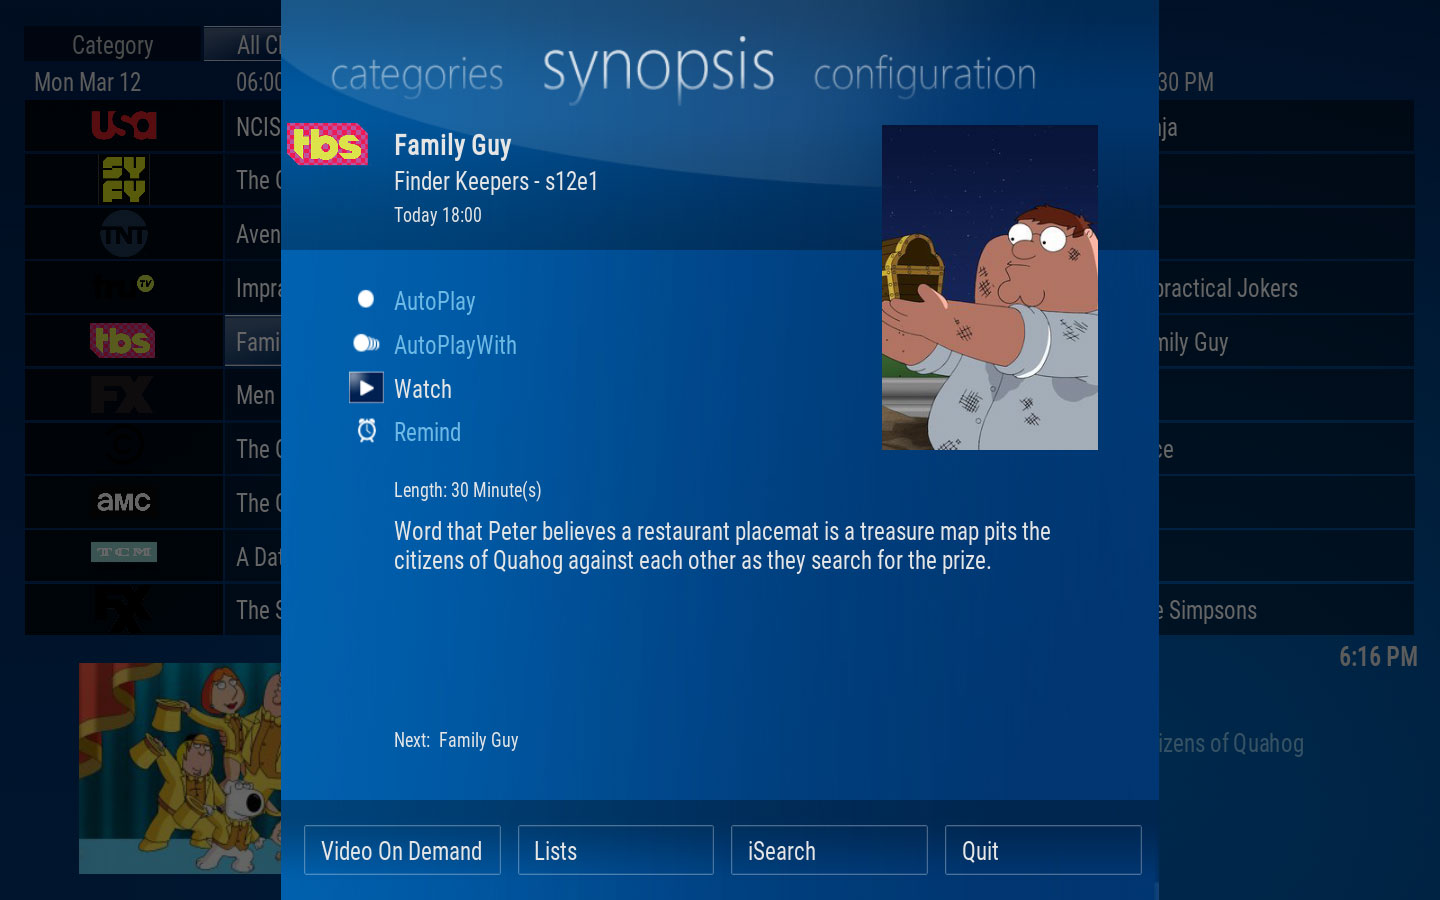 categories synopsis configuration
Category
All C
Mon Mar 12
06:00
30 PM
usa
NCIS
nja
SYFY
The
TNT
Aven
truTV
Impra
practical Jokers
tbs
Fami
mily Guy
FX
Men
The
ce
aMC
The
TCM
A Dat
FXX
The S
e Simpsons
tbs
Family Guy
Finder Keepers - s12e1
Today 18:00
AutoPlay
AutoPlayWith
Watch
Remind
Length: 30 Minute(s)
Word that Peter believes a restaurant placemat is a treasure map pits the
citizens of Quahog against each other as they search for the prize.
Next: Family Guy
6:16 PM
izens of Quahog
Video On Demand
Lists
iSearch
Quit